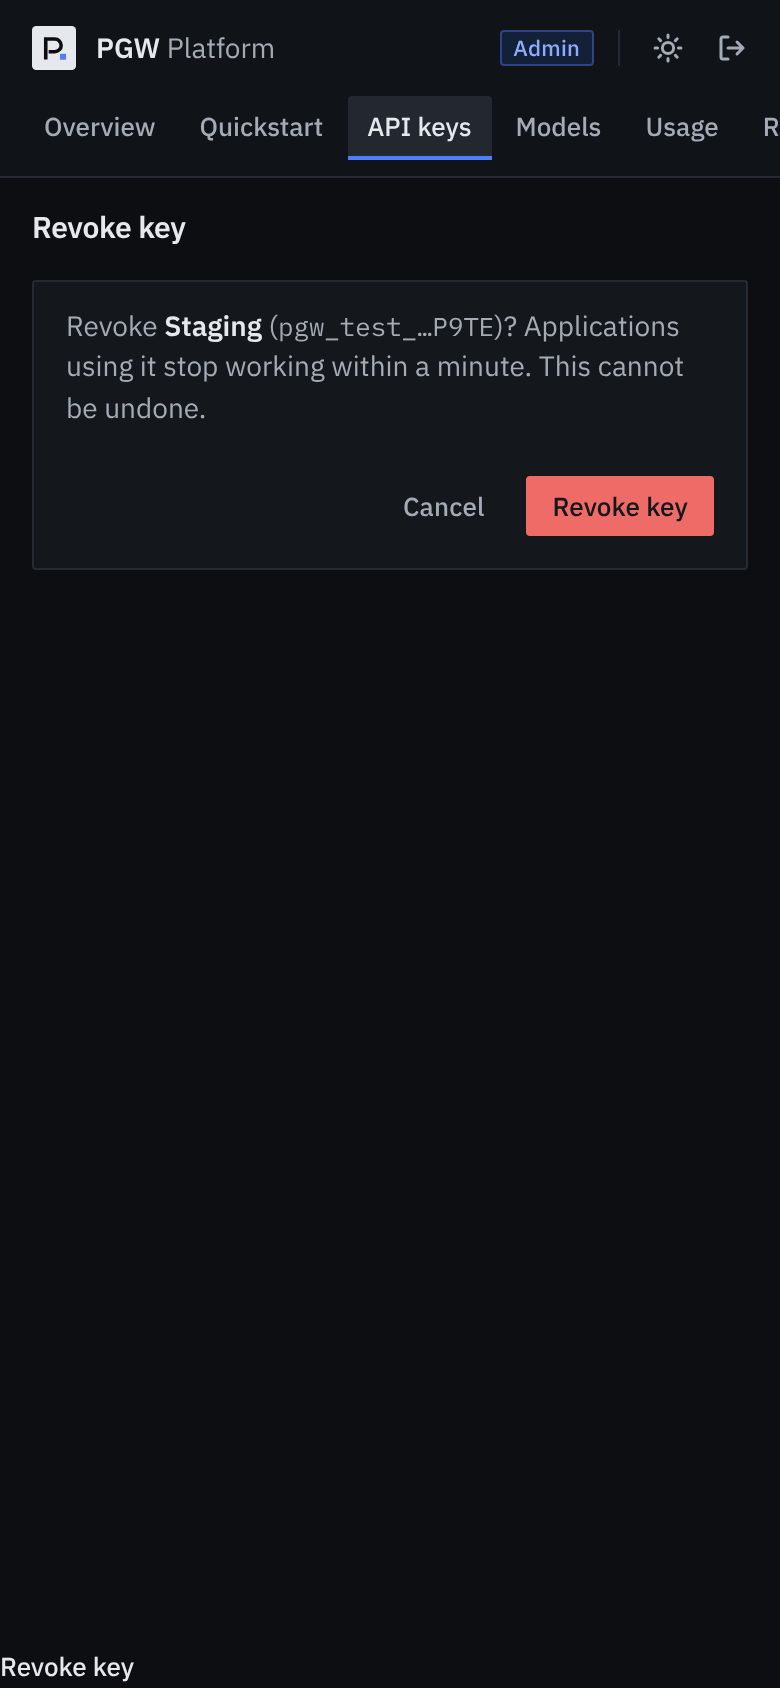 P.
PGW Platform
Admin
Overview Quickstart API keys Models Usage R
Revoke key
Revoke Staging (pgw_test_…P9TE)? Applications
using it stop working within a minute. This cannot
be undone.
Cancel Revoke key
Revoke key